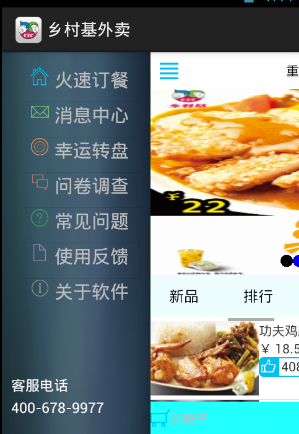 乡村基外卖
火速订餐
消息中心
幸运转盘
问卷调查
常见问题
使用反馈
关于软件
客服电话
400-678-9977
重
¥22
新品
排行
功夫鸡
¥ 18.5
408
购物车